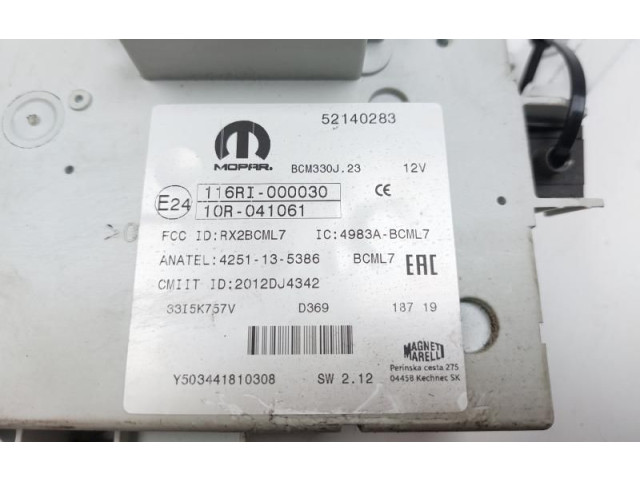 52140283
MOPAR. BCM330J.23 12V
E24 116RI-000030 CE
10R-041061
FCC ID:RX2BCML7 IC:4983A-BCML7
ANATEL:4251-13-5386 BCML7 EAC
CMIIT ID:2012DJ4342
33I5K757V D369 187 19
MAGNETI
MARELLI
Perinska cesta 275
Y503441810308 SW 2.12 04458 Kechnec SK